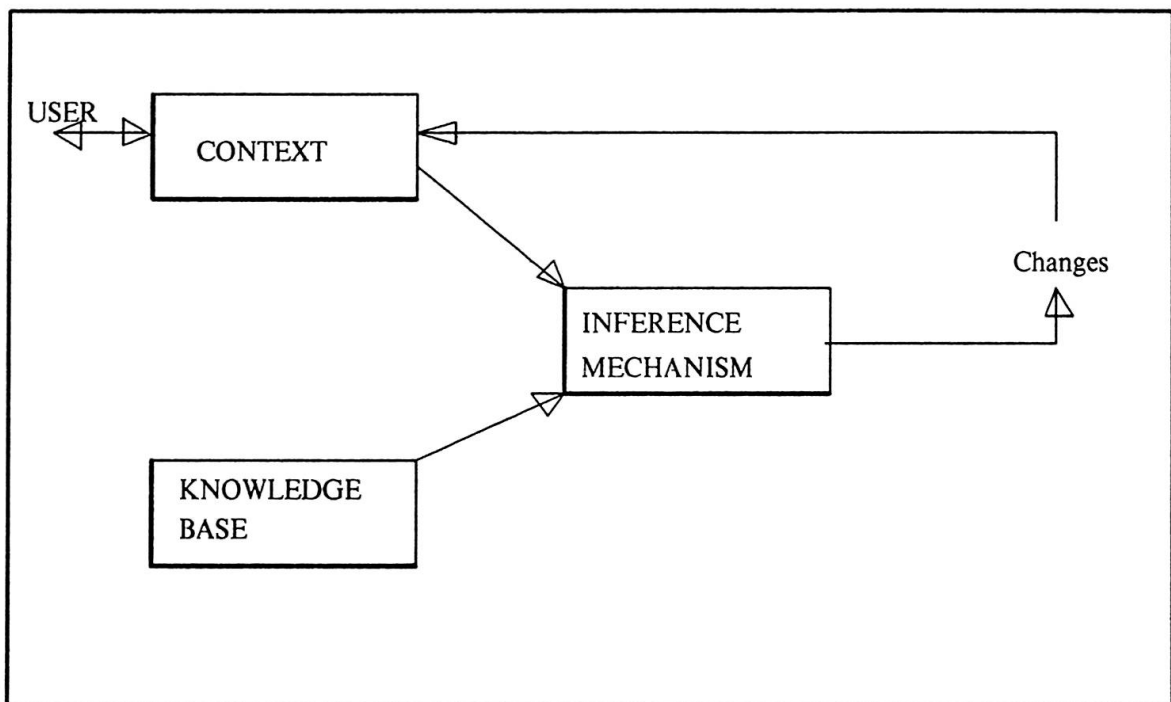 USER
CONTEXT
Changes
INFERENCE
MECHANISM
KNOWLEDGE
BASE